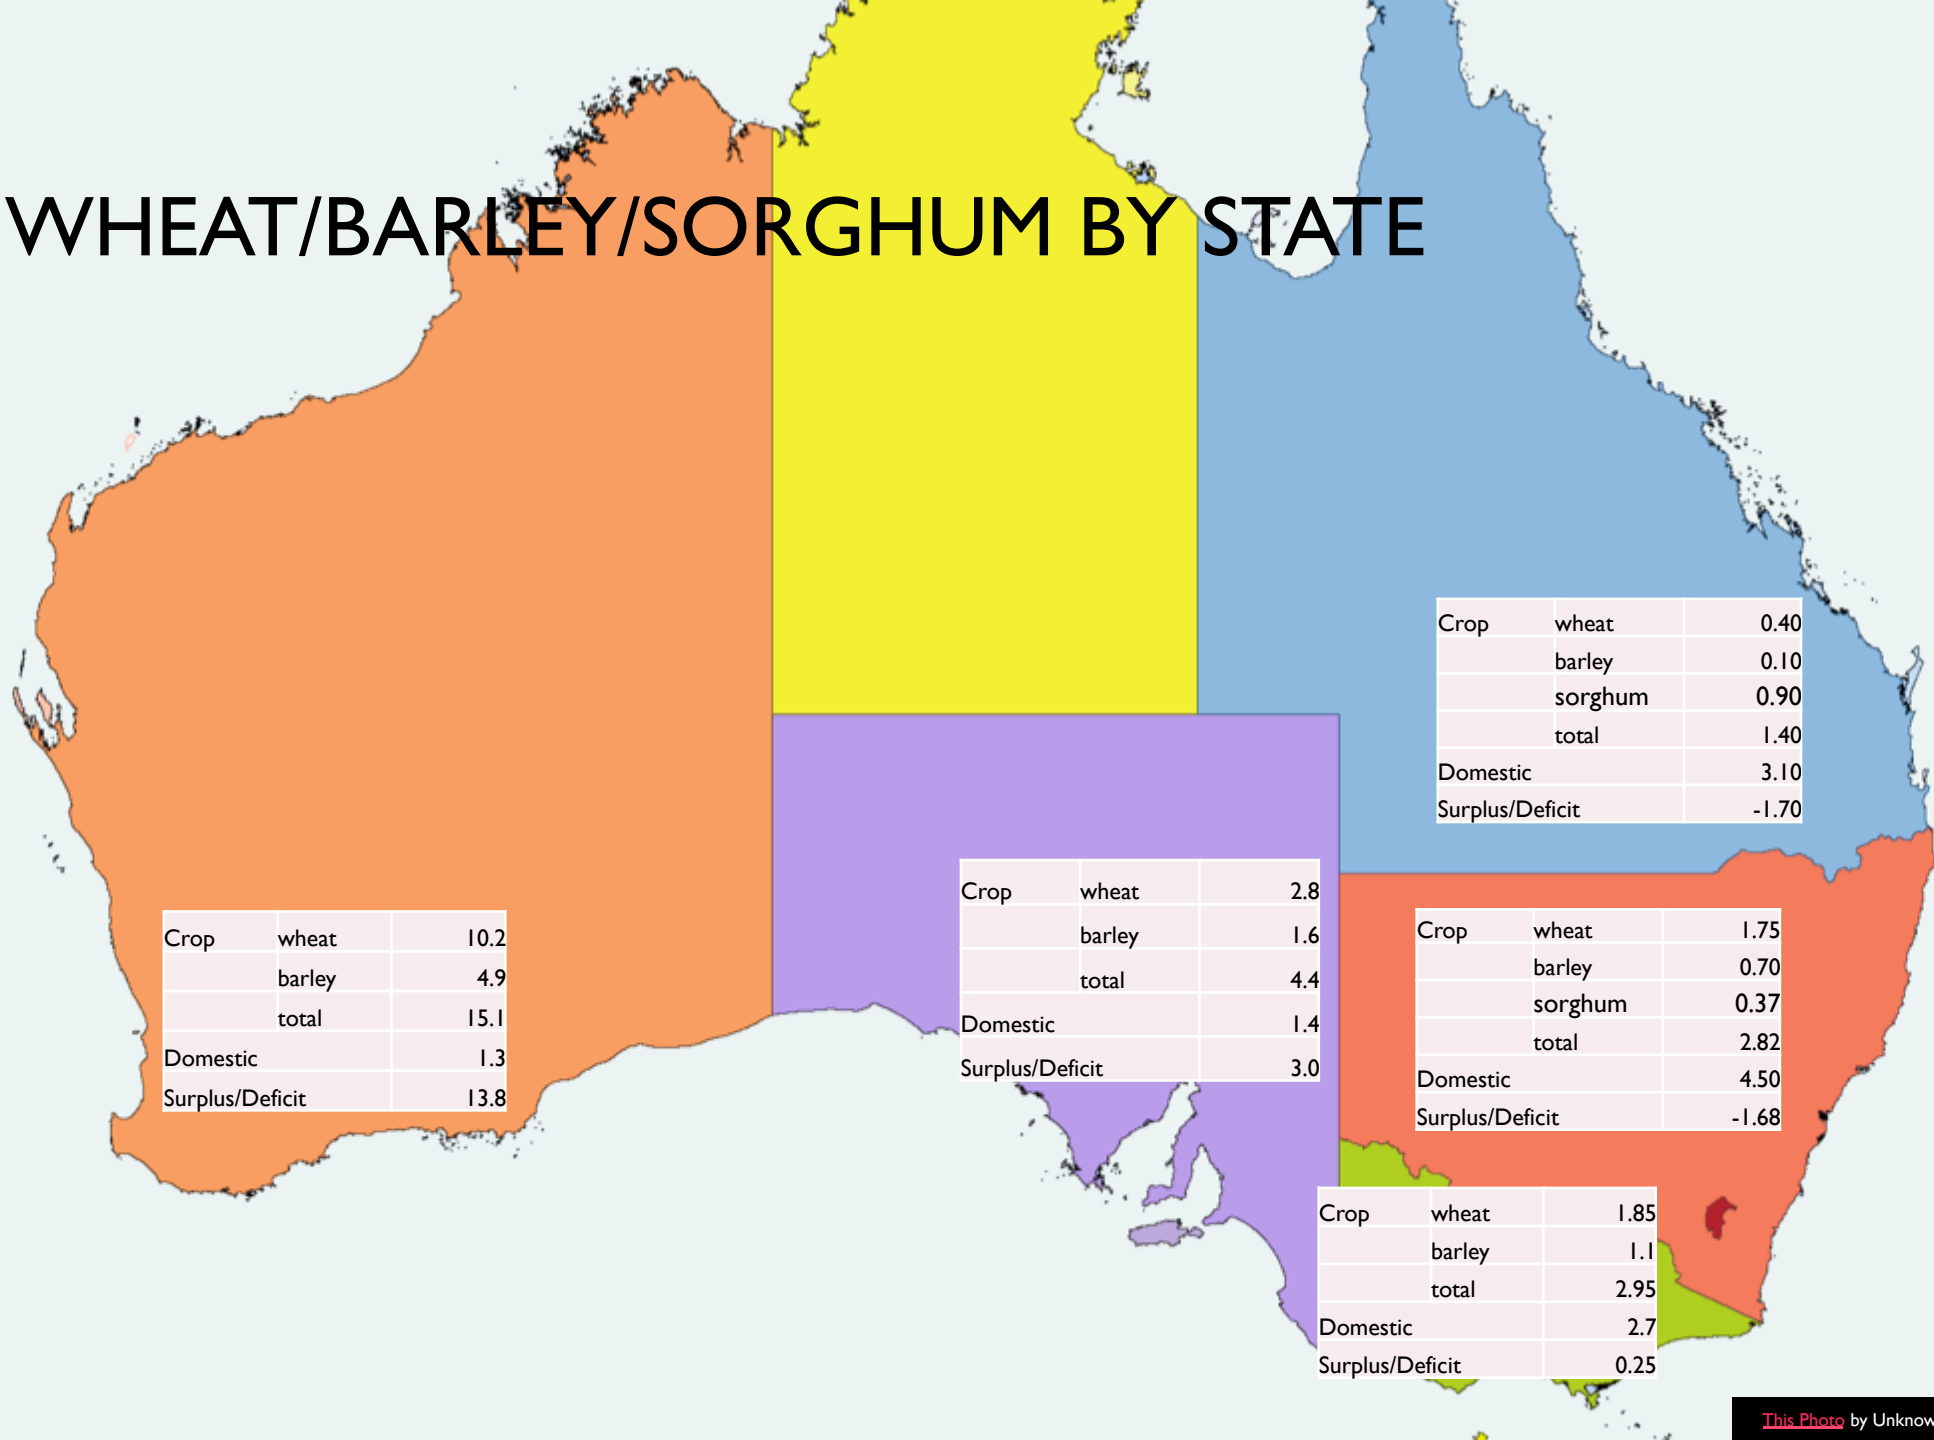 WHEAT/BARLEY/SORGHUM BY STATE
Crop wheat 0.40
barley 0.10
sorghum 0.90
total 1.40
Domestic 3.10
Surplus/Deficit -1.70
Crop wheat 2.8
barley 1.6
total 4.4
Domestic 1.4
Surplus/Deficit 3.0
Crop wheat 10.2
barley 4.9
total 15.1
Domestic 1.3
Surplus/Deficit 13.8
Crop wheat 1.75
barley 0.70
sorghum 0.37
total 2.82
Domestic 4.50
Surplus/Deficit -1.68
Crop wheat 1.85
barley 1.1
total 2.95
Domestic 2.7
Surplus/Deficit 0.25
This Photo by Unknow